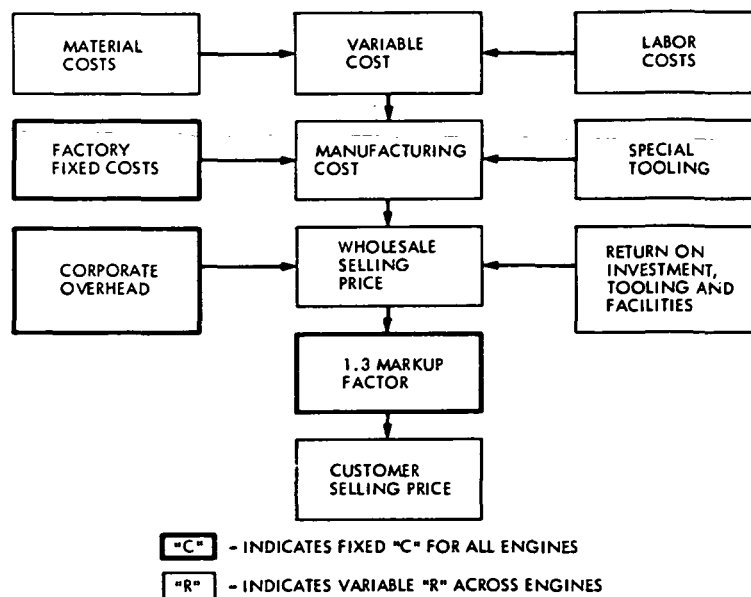 MATERIAL
COSTS
VARIABLE
COST
LABOR
COSTS
FACTORY
FIXED COSTS
MANUFACTURING
COST
SPECIAL
TOOLING
CORPORATE
OVERHEAD
WHOLESALE
SELLING
PRICE
RETURN ON
INVESTMENT,
TOOLING AND
FACILITIES
1.3 MARKUP
FACTOR
CUSTOMER
SELLING PRICE
"C" - INDICATES FIXED "C" FOR ALL ENGINES
"R" - INDICATES VARIABLE "R" ACROSS ENGINES